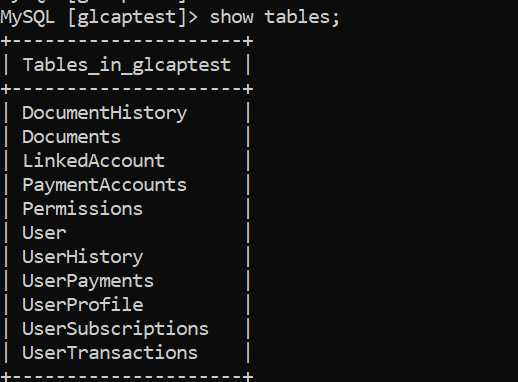 MySQL [glcaptest]> show tables;
+---------------------+
| Tables_in_glcaptest |
+---------------------+
| DocumentHistory     |
| Documents           |
| LinkedAccount       |
| PaymentAccounts     |
| Permissions         |
| User                |
| UserHistory         |
| UserPayments        |
| UserProfile         |
| UserSubscriptions   |
| UserTransactions    |
+---------------------+